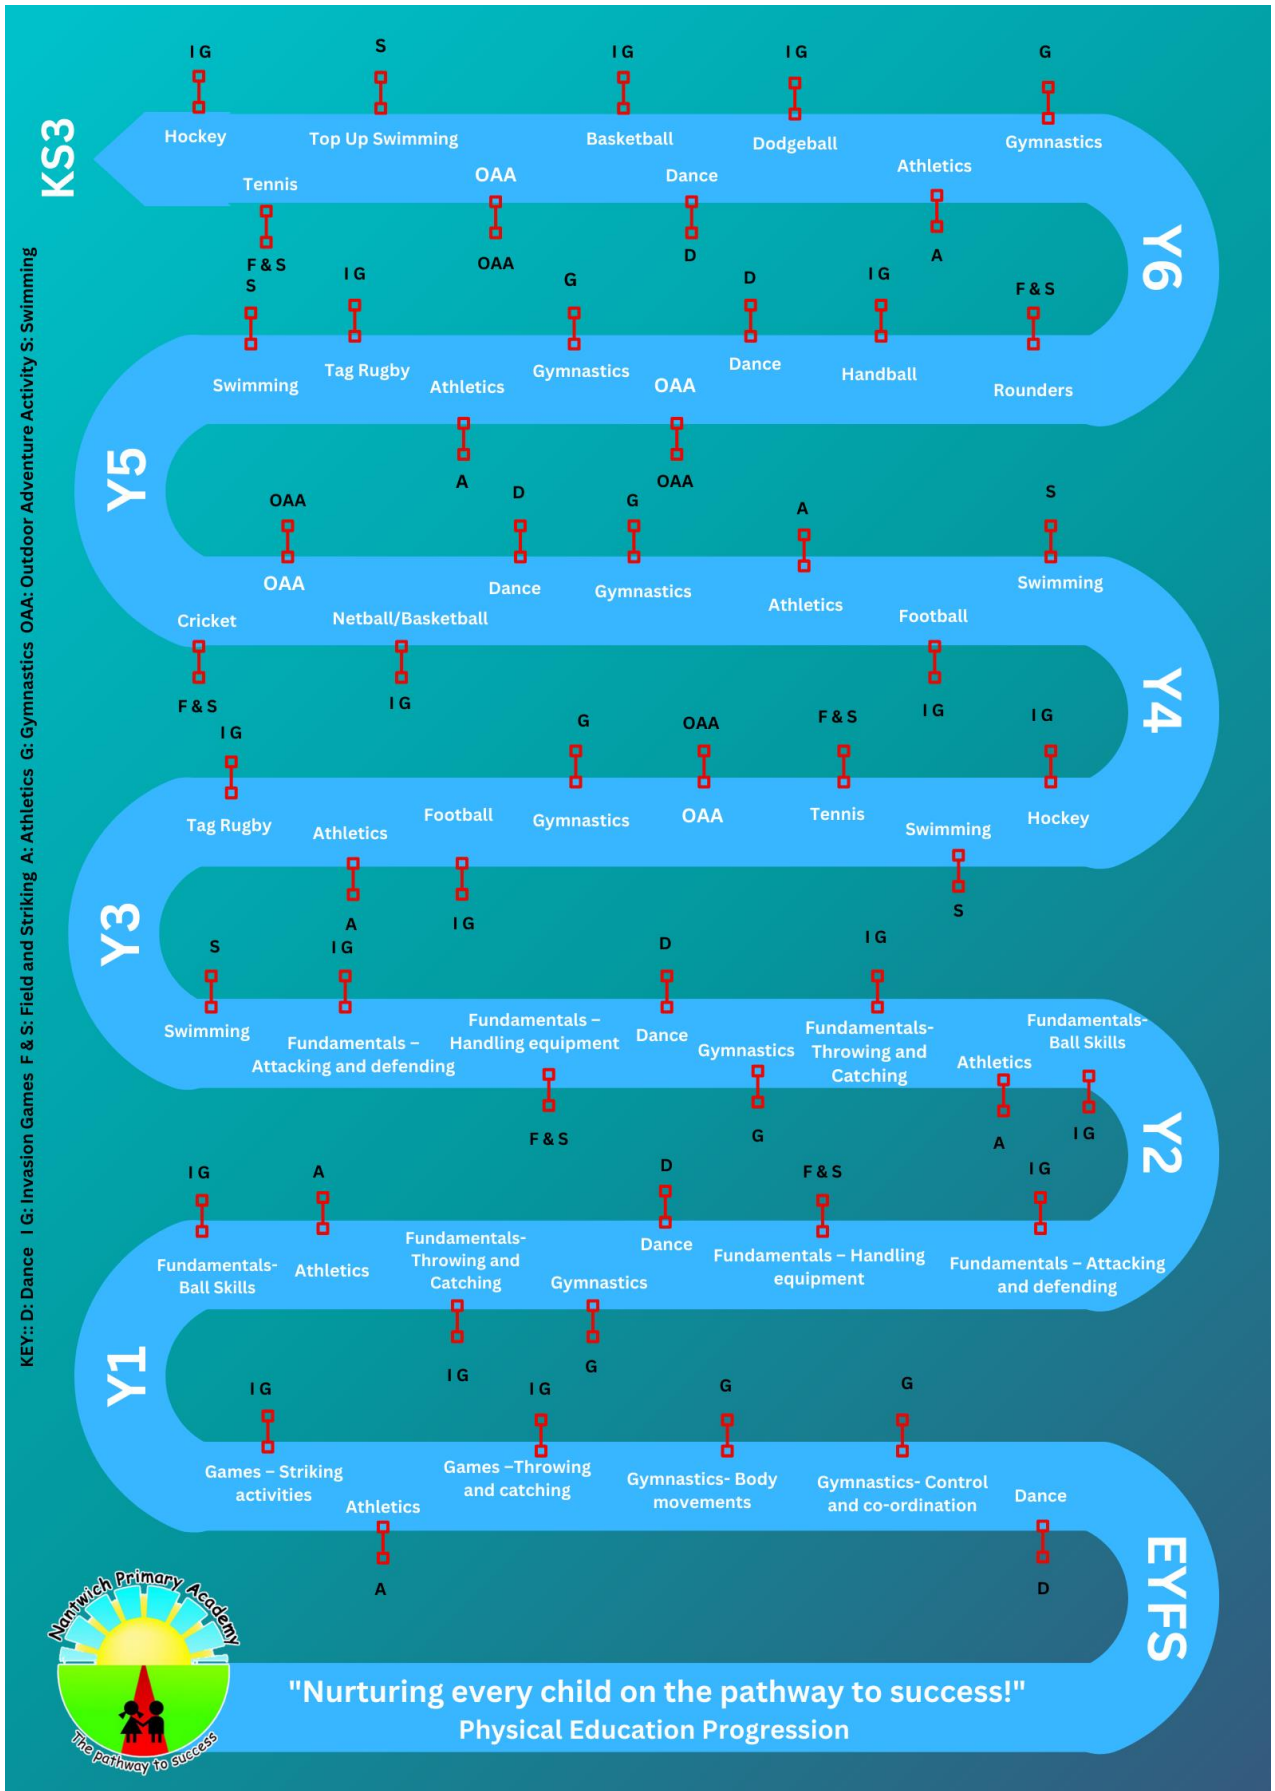 I G
S
I G
I G
G
KS3
Hockey
Top Up Swimming
Basketball
Dodgeball
Gymnastics
Tennis
OAA
Dance
Athletics
F & S
OAA
D
A
Y6
S
I G
G
D
I G
F & S
Swimming
Tag Rugby
Athletics
Gymnastics
OAA
Dance
Handball
Rounders
A
OAA
Y5
OAA
D
G
A
S
OAA
Dance
Gymnastics
Athletics
Swimming
Cricket
Netball/Basketball
Football
F & S
I G
I G
Y4
I G
G
OAA
F & S
I G
Tag Rugby
Athletics
Football
Gymnastics
OAA
Tennis
Swimming
Hockey
A
I G
S
Y3
S
I G
D
I G
Swimming
Fundamentals –
Attacking and defending
Fundamentals –
Handling equipment
Dance
Gymnastics
Fundamentals-
Throwing and
Catching
Athletics
Fundamentals-
Ball Skills
F & S
G
A
I G
Y2
I G
A
D
F & S
I G
Fundamentals-
Ball Skills
Athletics
Fundamentals-
Throwing and
Catching
Gymnastics
Dance
Fundamentals – Handling
equipment
Fundamentals – Attacking
and defending
I G
G
Y1
I G
I G
G
G
Games – Striking
activities
Athletics
Games –Throwing
and catching
Gymnastics- Body
movements
Gymnastics- Control
and co-ordination
Dance
A
D
EYFS
KEY:: D: Dance I G: Invasion Games F & S: Field and Striking A: Athletics G: Gymnastics OAA: Outdoor Adventure Activity S: Swimming
Nantwich Primary Academy
The pathway to success
"Nurturing every child on the pathway to success!"
Physical Education Progression